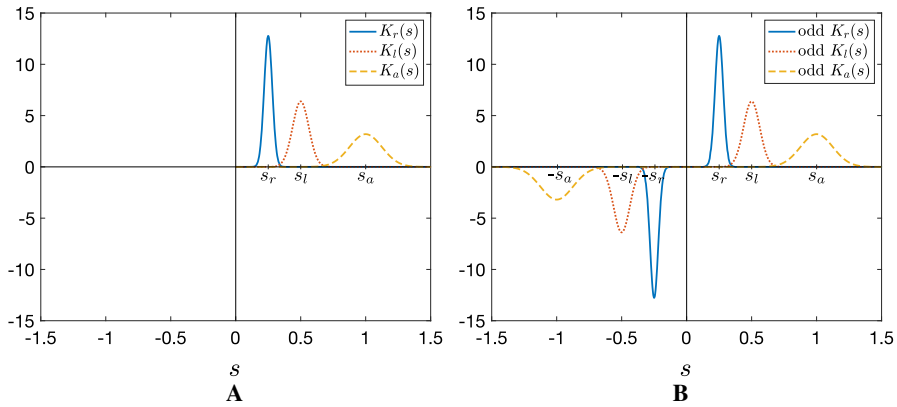 15
10
5
0
-5
-10
-15
-1.5 -1 -0.5 0 0.5 1 1.5
K_r(s)
K_l(s)
K_a(s)
s_r s_l s_a
s
A
15
10
5
0
-5
-10
-15
-1.5 -1 -0.5 0 0.5 1 1.5
odd K_r(s)
odd K_l(s)
odd K_a(s)
-s_a -s_l -s_r s_r s_l s_a
s
B